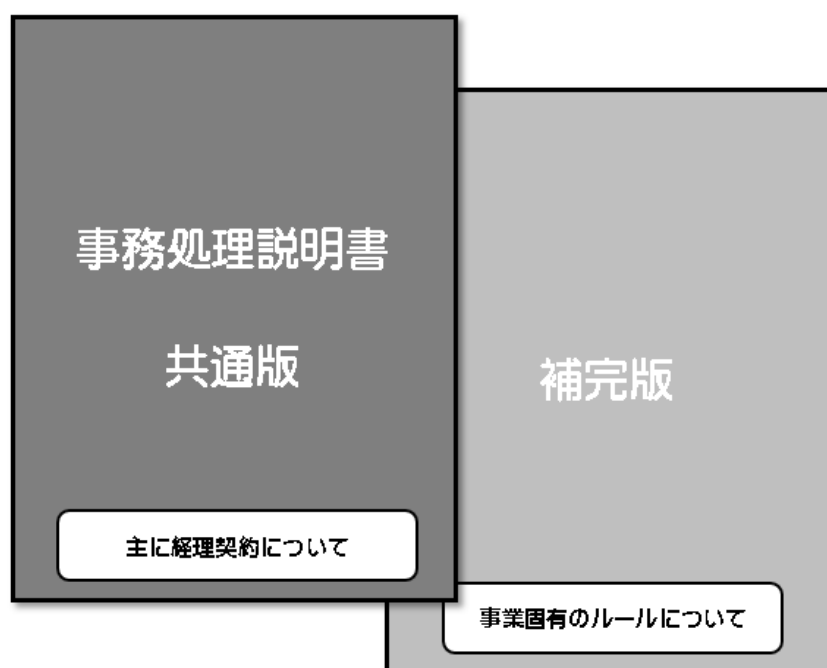 事務処理説明書
共通版
主に経理契約について
補完版
事業固有のルールについて